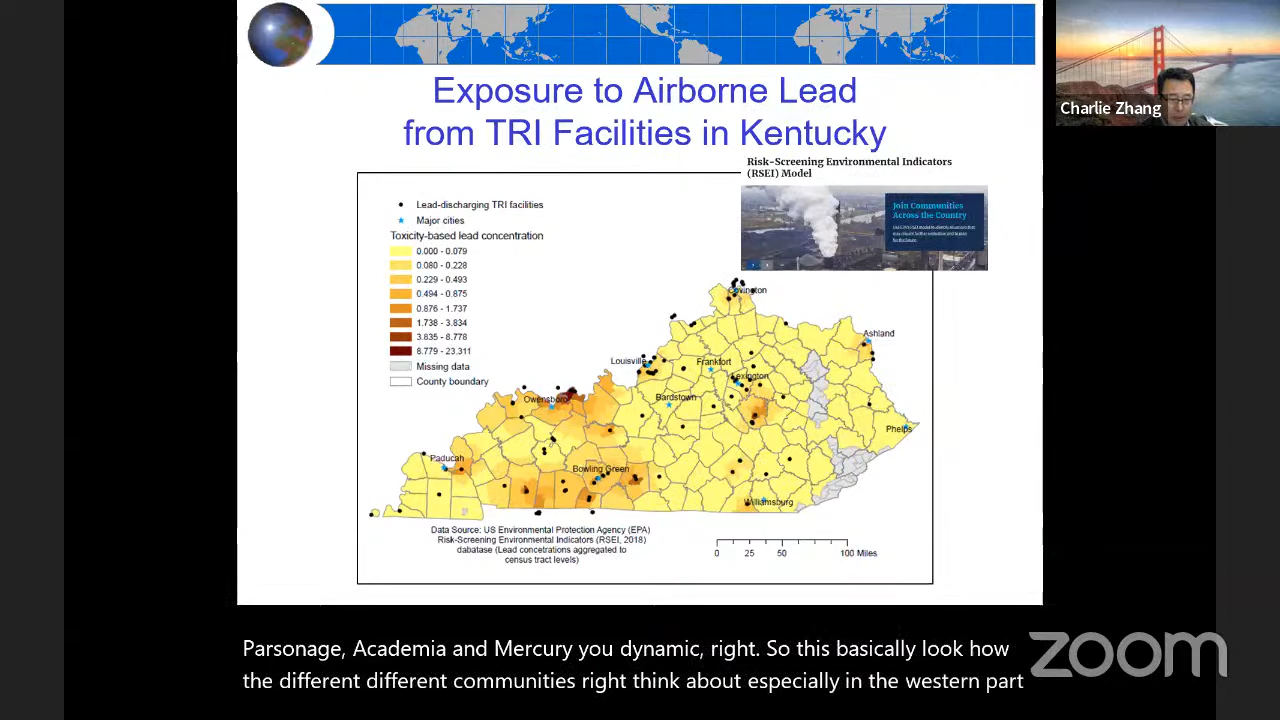 Exposure to Airborne Lead
from TRI Facilities in Kentucky
Charlie Zhang
Risk-Screening Environmental Indicators
(RSEI) Model
Join Communities
Across the Country
Lead-discharging TRI facilities
Major cities
Toxicity-based lead concentration
0.000 - 0.079
0.080 - 0.228
0.229 - 0.493
0.494 - 0.875
0.876 - 1.737
1.738 - 3.834
3.835 - 8.778
8.779 - 23.311
Missing data
County boundary
Covington
Ashland
Louisville
Frankfort
Lexington
Owensboro
Bardstown
Phelps
Paducah
Bowling Green
Williamsburg
Data Source: US Environmental Protection Agency (EPA)
Risk-Screening Environmental Indicators (RSEI, 2018)
dabatase (Lead concetrations aggregated to
census tract levels)
0 25 50 100 Miles
Parsonage, Academia and Mercury you dynamic, right. So this basically look how
the different different communities right think about especially in the western part
zoom